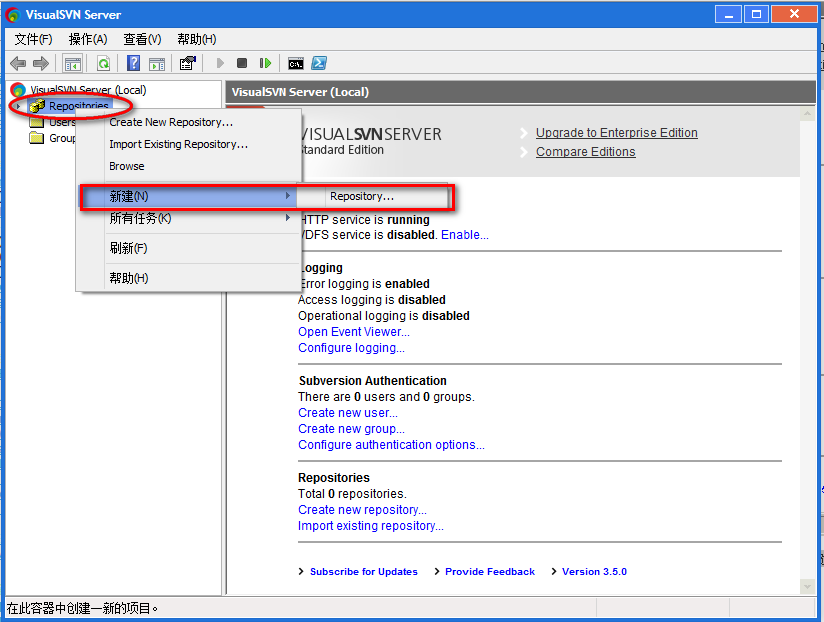 VisualSVN Server
文件(F) 操作(A) 查看(V) 帮助(H)
VisualSVN Server (Local)
Repositories
Users
Group
Create New Repository...
Import Existing Repository...
Browse
新建(N)
Repository...
所有任务(K)
刷新(F)
帮助(H)
VisualSVN Server (Local)
VISUALSVNSERVER
Standard Edition
Upgrade to Enterprise Edition
Compare Editions
HTTP service is running
VDFS service is disabled. Enable...
Logging
Error logging is enabled
Access logging is disabled
Operational logging is disabled
Open Event Viewer...
Configure logging...
Subversion Authentication
There are 0 users and 0 groups.
Create new user...
Create new group...
Configure authentication options...
Repositories
Total 0 repositories.
Create new repository...
Import existing repository...
Subscribe for Updates Provide Feedback Version 3.5.0
在此容器中创建一新的项目。